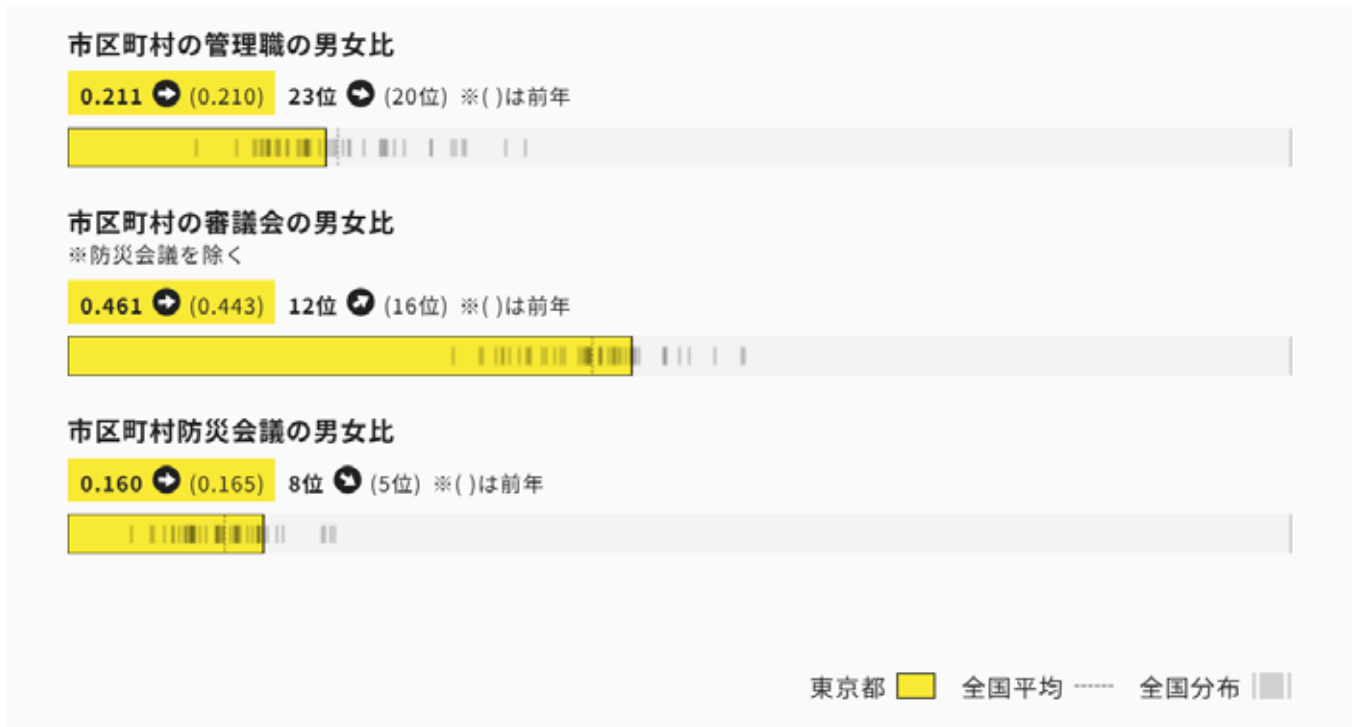 市区町村の管理職の男女比
0.211 (0.210) 23位 (20位) ※( )は前年
市区町村の審議会の男女比
※防災会議を除く
0.461 (0.443) 12位 (16位) ※( )は前年
市区町村防災会議の男女比
0.160 (0.165) 8位 (5位) ※( )は前年
東京都 全国平均 全国分布